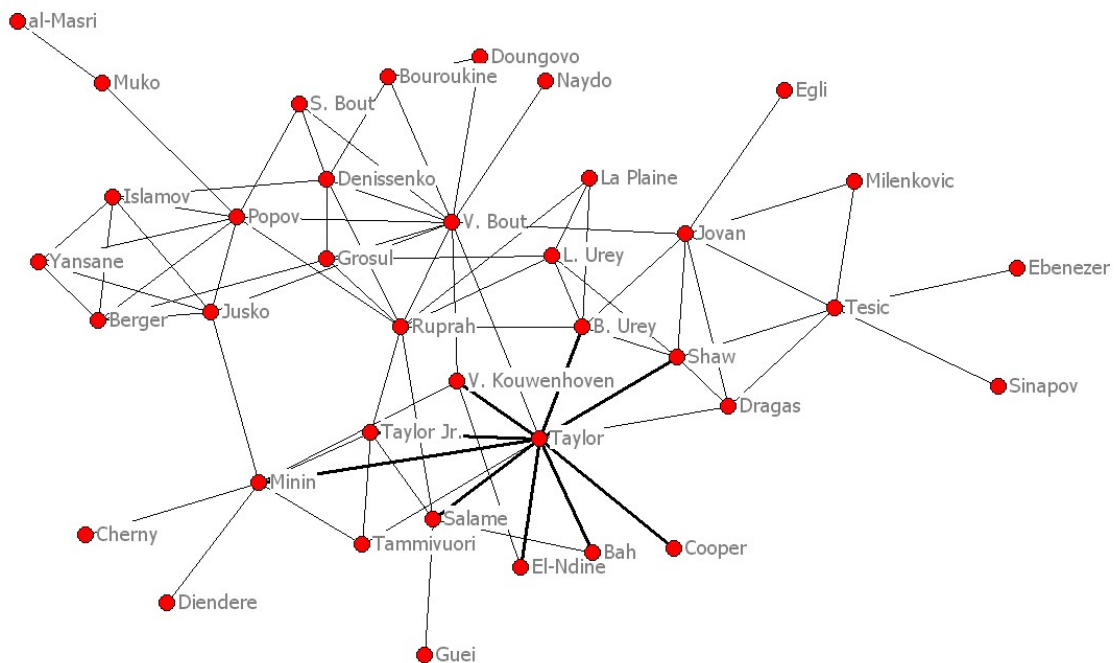 al-Masri
Doungovo
Bouroukine
Naydo
Muko
Egli
S. Bout
Denissenko
La Plaine
Milenkovic
Islamov
Popov
V. Bout
Jovan
Yansane
Grosul
L. Urey
Ebenezer
Tesic
Berger
Jusko
Ruprah
B. Urey
Shaw
V. Kouwenhoven
Sinapov
Dragas
Taylor Jr.
Taylor
Minin
Salame
Cherny
Tammivuori
Bah
Cooper
El-Ndine
Diendere
Guei